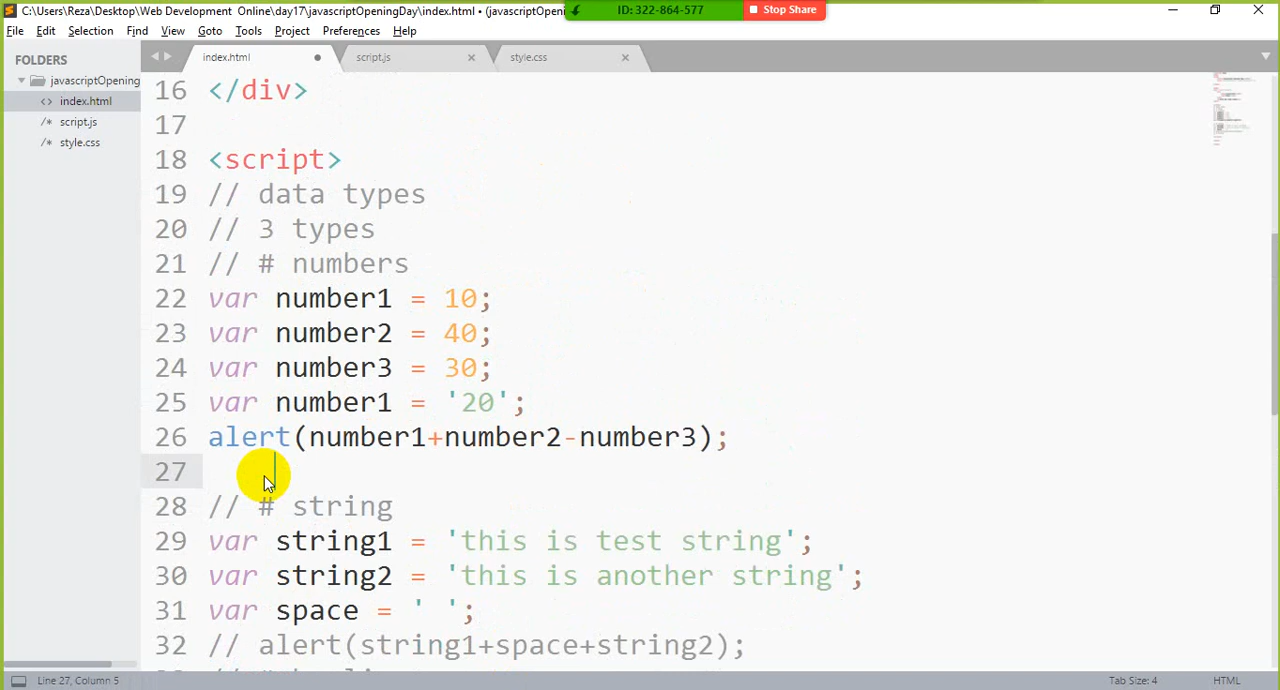 C:\Users\Reza\Desktop\Web Development Online\day17\javascriptOpeningDay\index.html • (javascriptOpeni
ID: 322-864-577
Stop Share
File Edit Selection Find View Goto Tools Project Preferences Help
FOLDERS
javascriptOpening
<> index.html
/* script.js
/* style.css
index.html script.js style.css
16 </div>
17
18 <script>
19 // data types
20 // 3 types
21 // # numbers
22 var number1 = 10;
23 var number2 = 40;
24 var number3 = 30;
25 var number1 = '20';
26 alert(number1+number2-number3);
27
28 // # string
29 var string1 = 'this is test string';
30 var string2 = 'this is another string';
31 var space = ' ';
32 // alert(string1+space+string2);
Line 27, Column 5
Tab Size: 4
HTML